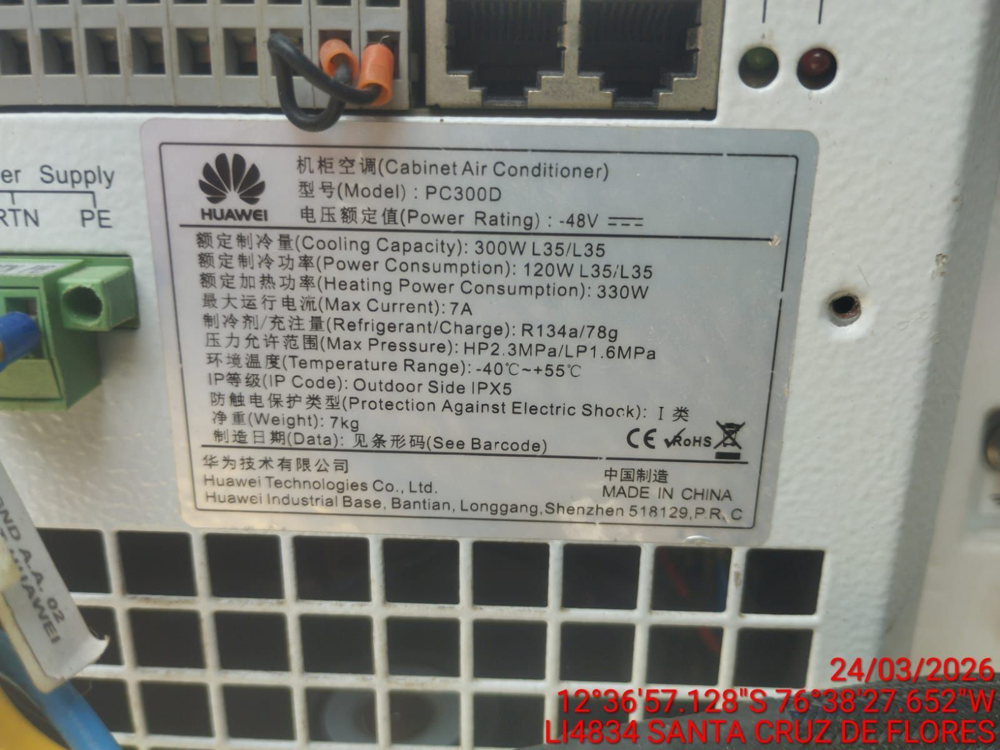 er Supply
RTN PE
HUAWEI
机柜空调(Cabinet Air Conditioner)
型号(Model) : PC300D
电压额定值(Power Rating) : -48V
额定制冷量(Cooling Capacity): 300W L35/L35
额定制冷功率(Power Consumption): 120W L35/L35
额定加热功率(Heating Power Consumption): 330W
最大运行电流(Max Current): 7A
制冷剂/充注量(Refrigerant/Charge): R134a/78g
压力允许范围(Max Pressure): HP2.3MPa/LP1.6MPa
环境温度(Temperature Range): -40℃~+55℃
IP等级(IP Code): Outdoor Side IPX5
防触电保护类型(Protection Against Electric Shock): I 类
净重(Weight): 7kg
制造日期(Data): 见条形码(See Barcode)
CE RoHS
华为技术有限公司
Huawei Technologies Co., Ltd.
Huawei Industrial Base, Bantian, Longgang,Shenzhen 518129,P.R. C
中国制造
MADE IN CHINA
GND A.A. 02
HUAWEI
24/03/2026
12°36'57.128"S 76°38'27.652"W
LI4834 SANTA CRUZ DE FLORES